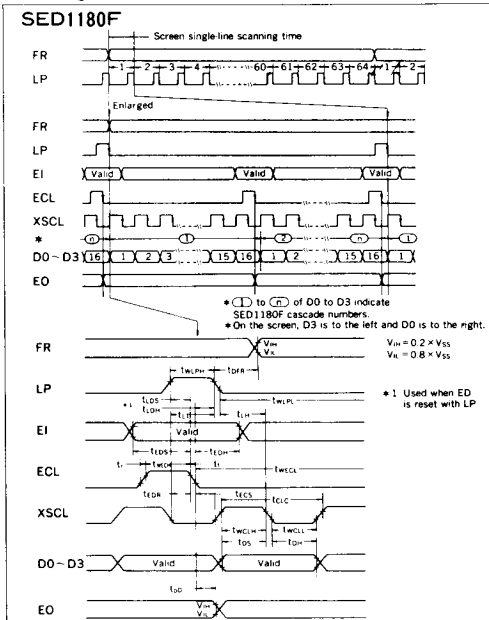 SED1180F
Screen single-line scanning time
FR
LP 1 2 3 4 60 61 62 63 64 1 2
Enlarged
FR
LP
EI Valid Valid Valid
ECL
XSCL
* n 1 2 n 1
D0~D3 16 1 2 3 15 16 1 2 15 16 1
EO
* 1 to n of D0 to D3 indicate
SED1180F cascade numbers.
* On the screen, D3 is to the left and D0 is to the right.
FR VIH VIL VIH = 0.2 × VSS
VIL = 0.8 × VSS
tWLPH tDFR
LP tWLPL
tLDS
*1 tLDH tLH
* 1 Used when ED
is reset with LP
EI Valid
tEDS tEDH
tr tf tWECL
ECL
tEDR tECS tCLC
XSCL
tWCLH tWCLL
tDS tDH
D0~D3 Valid Valid
tDD
EO VIH
VIL